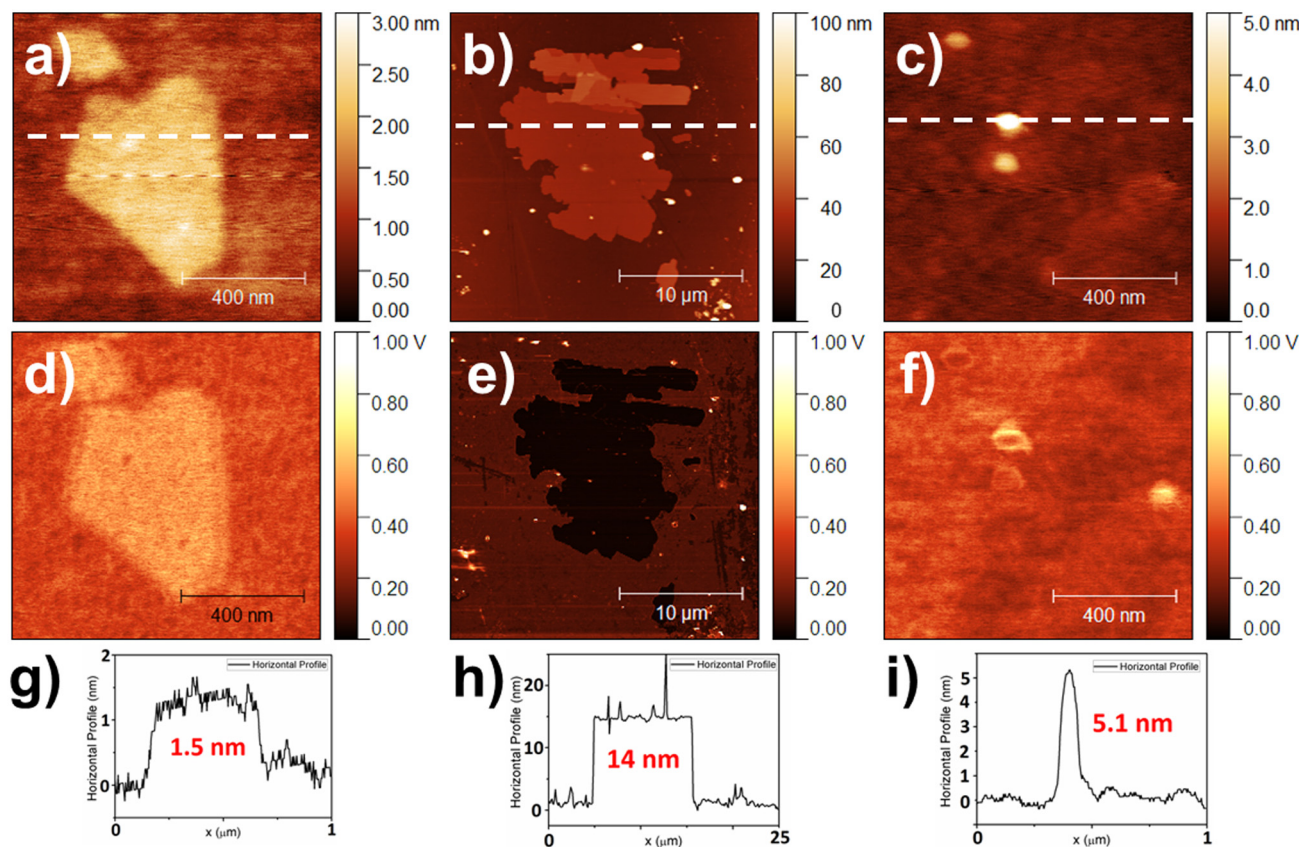 a)
3.00 nm
2.50
2.00
1.50
1.00
0.50
0.00
400 nm
b)
100 nm
80
60
40
20
0
10 µm
c)
5.0 nm
4.0
3.0
2.0
1.0
0.0
400 nm
d)
1.00 V
0.80
0.60
0.40
0.20
0.00
400 nm
e)
1.00 V
0.80
0.60
0.40
0.20
0.00
10 µm
f)
1.00 V
0.80
0.60
0.40
0.20
0.00
400 nm
g)
Horizontal Profile (nm)
2
1
0
Horizontal Profile
1.5 nm
0
1
x (µm)
h)
Horizontal Profile (nm)
20
15
10
0
Horizontal Profile
14 nm
0
25
x (µm)
i)
Horizontal Profile (nm)
5
4
3
2
1
0
Horizontal Profile
5.1 nm
0
1
x (µm)